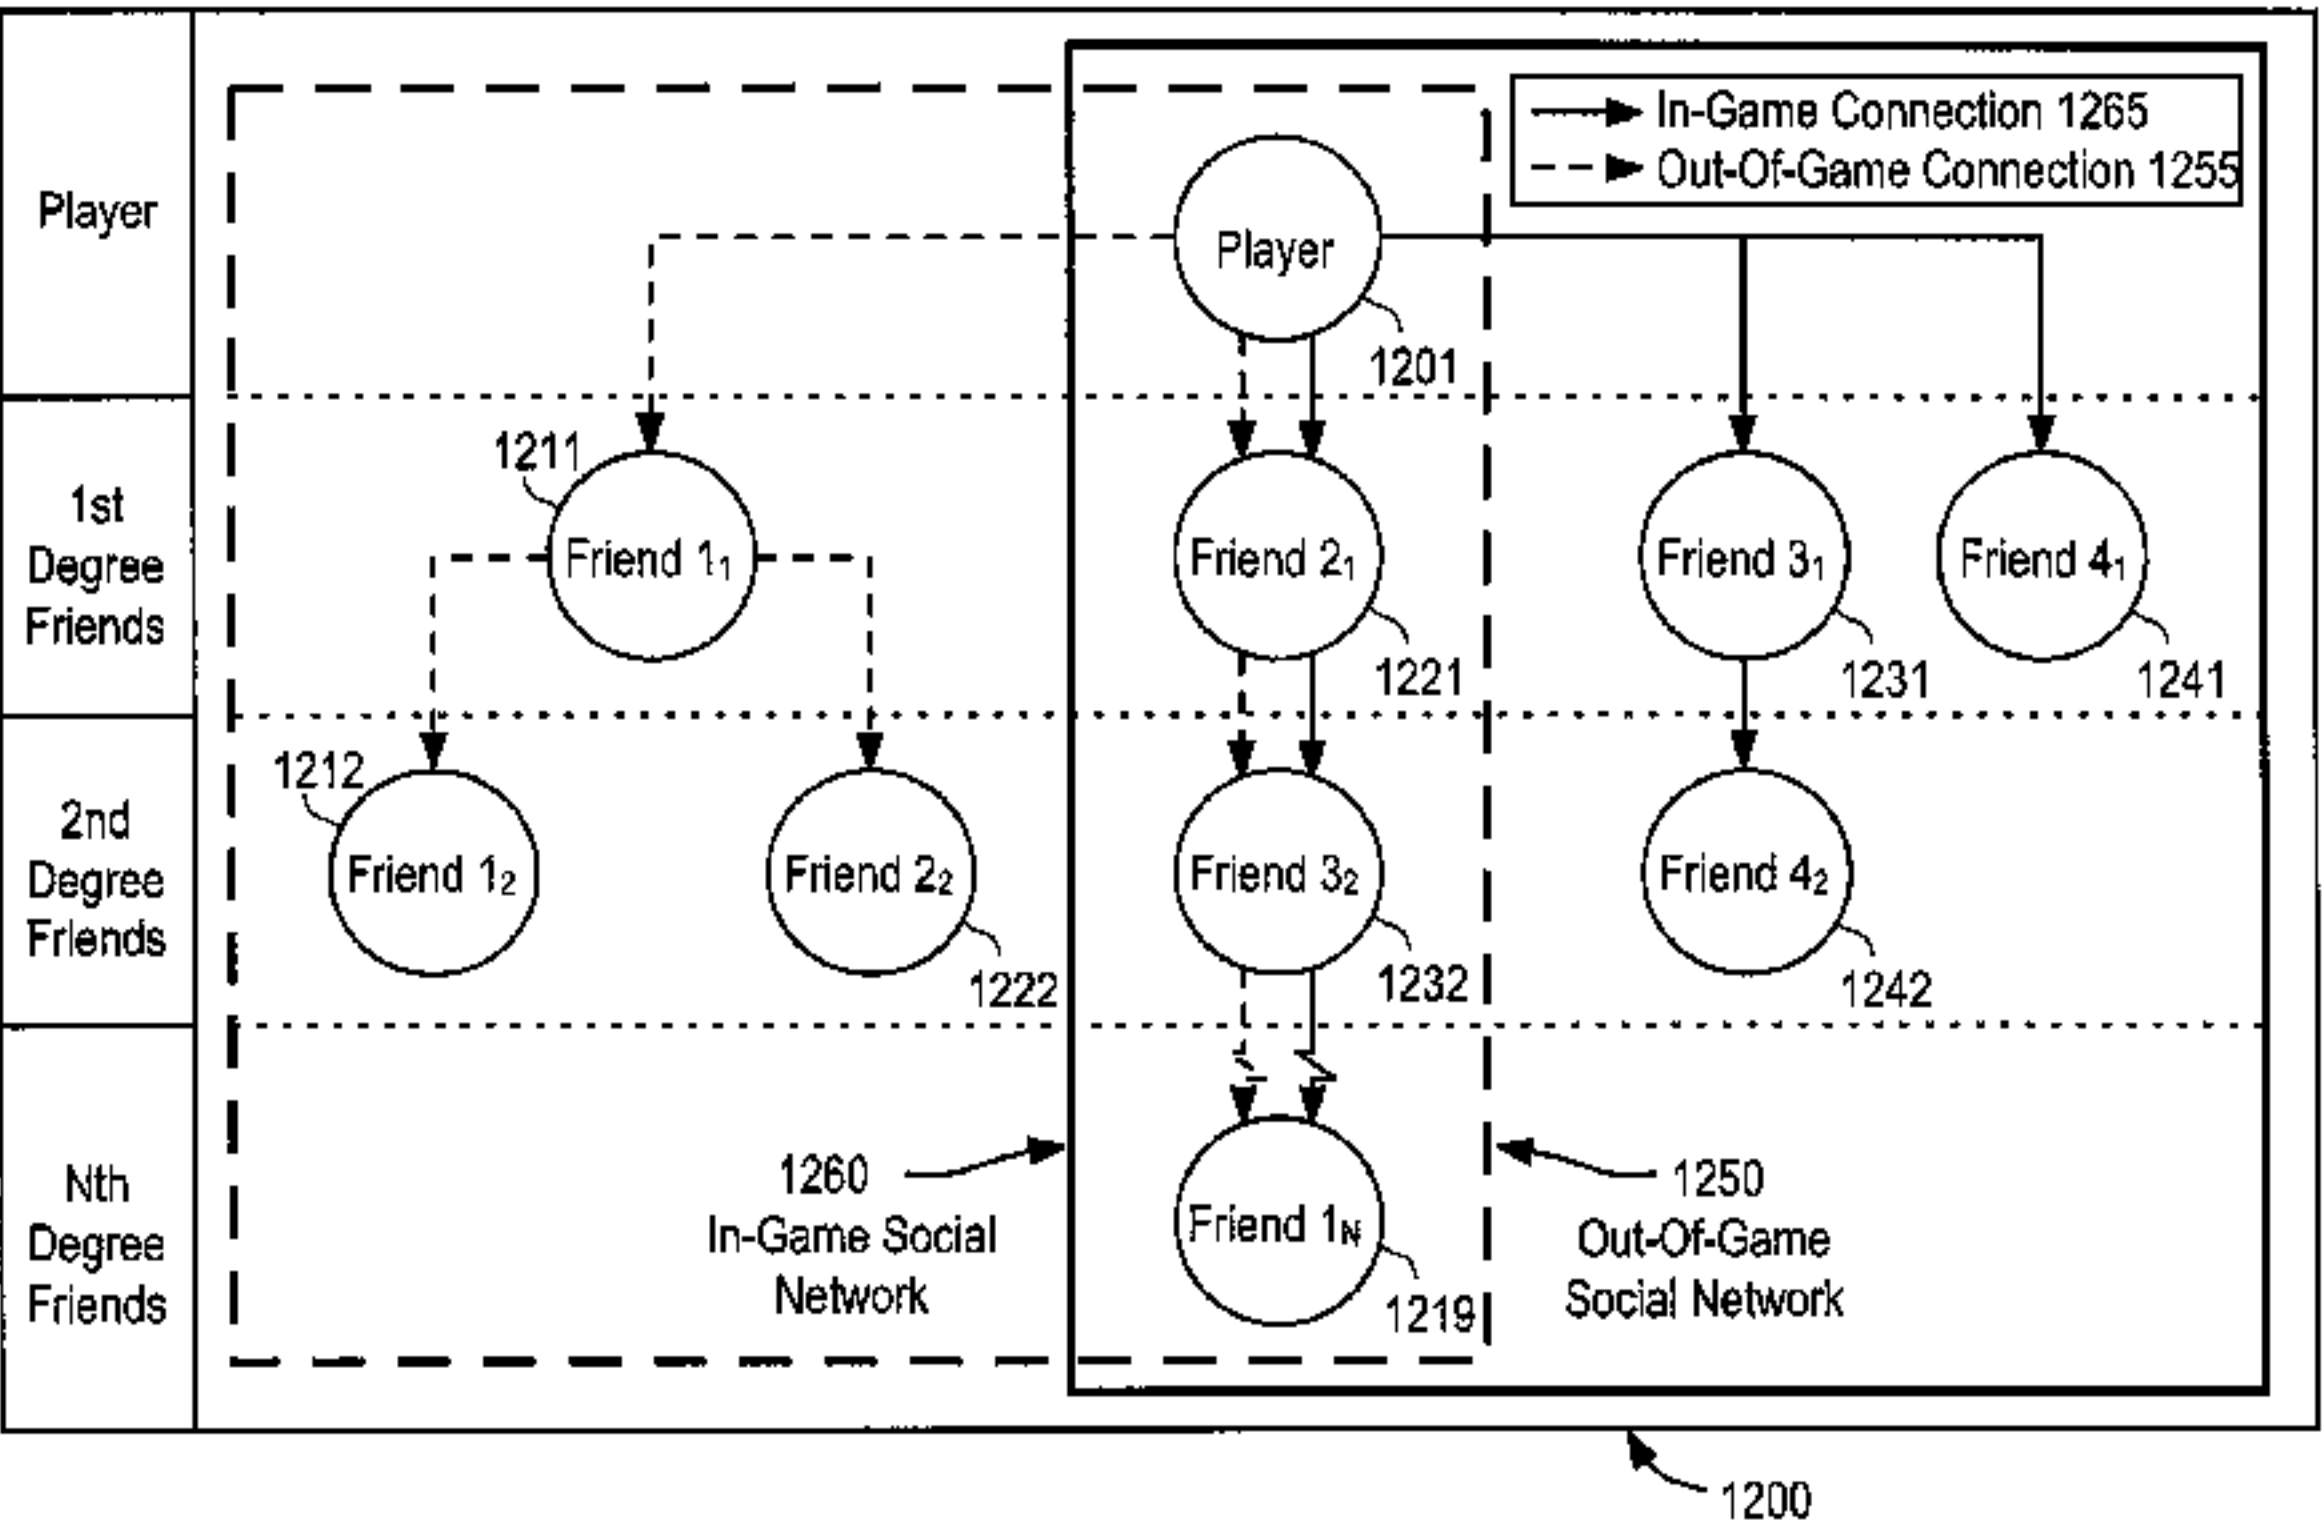 In-Game Connection 1265
Out-Of-Game Connection 1255
Player
Player
1201
1st
Degree
Friends
1211
Friend 1₁
Friend 2₁
Friend 3₁
Friend 4₁
1221
1231
1241
2nd
Degree
Friends
1212
Friend 1₂
Friend 2₂
Friend 3₂
Friend 4₂
1222
1232
1242
Nth
Degree
Friends
1260
In-Game Social
Network
Friend 1N
1219
1250
Out-Of-Game
Social Network
1200